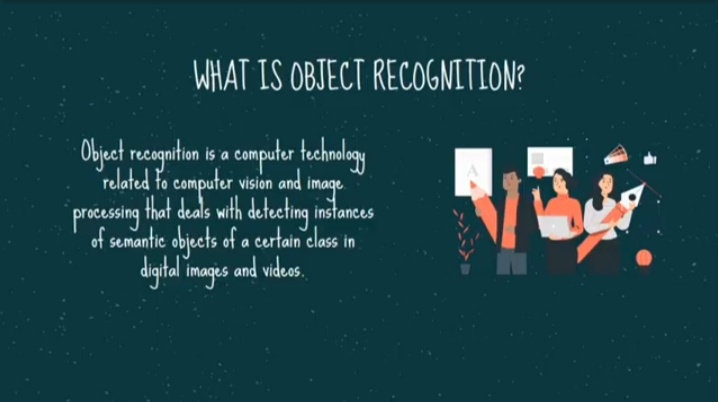 WHAT IS OBJECT RECOGNITION?
Object recognition is a computer technology
related to computer vision and image
processing that deals with detecting instances
of semantic objects of a certain class in
digital images and videos.
A